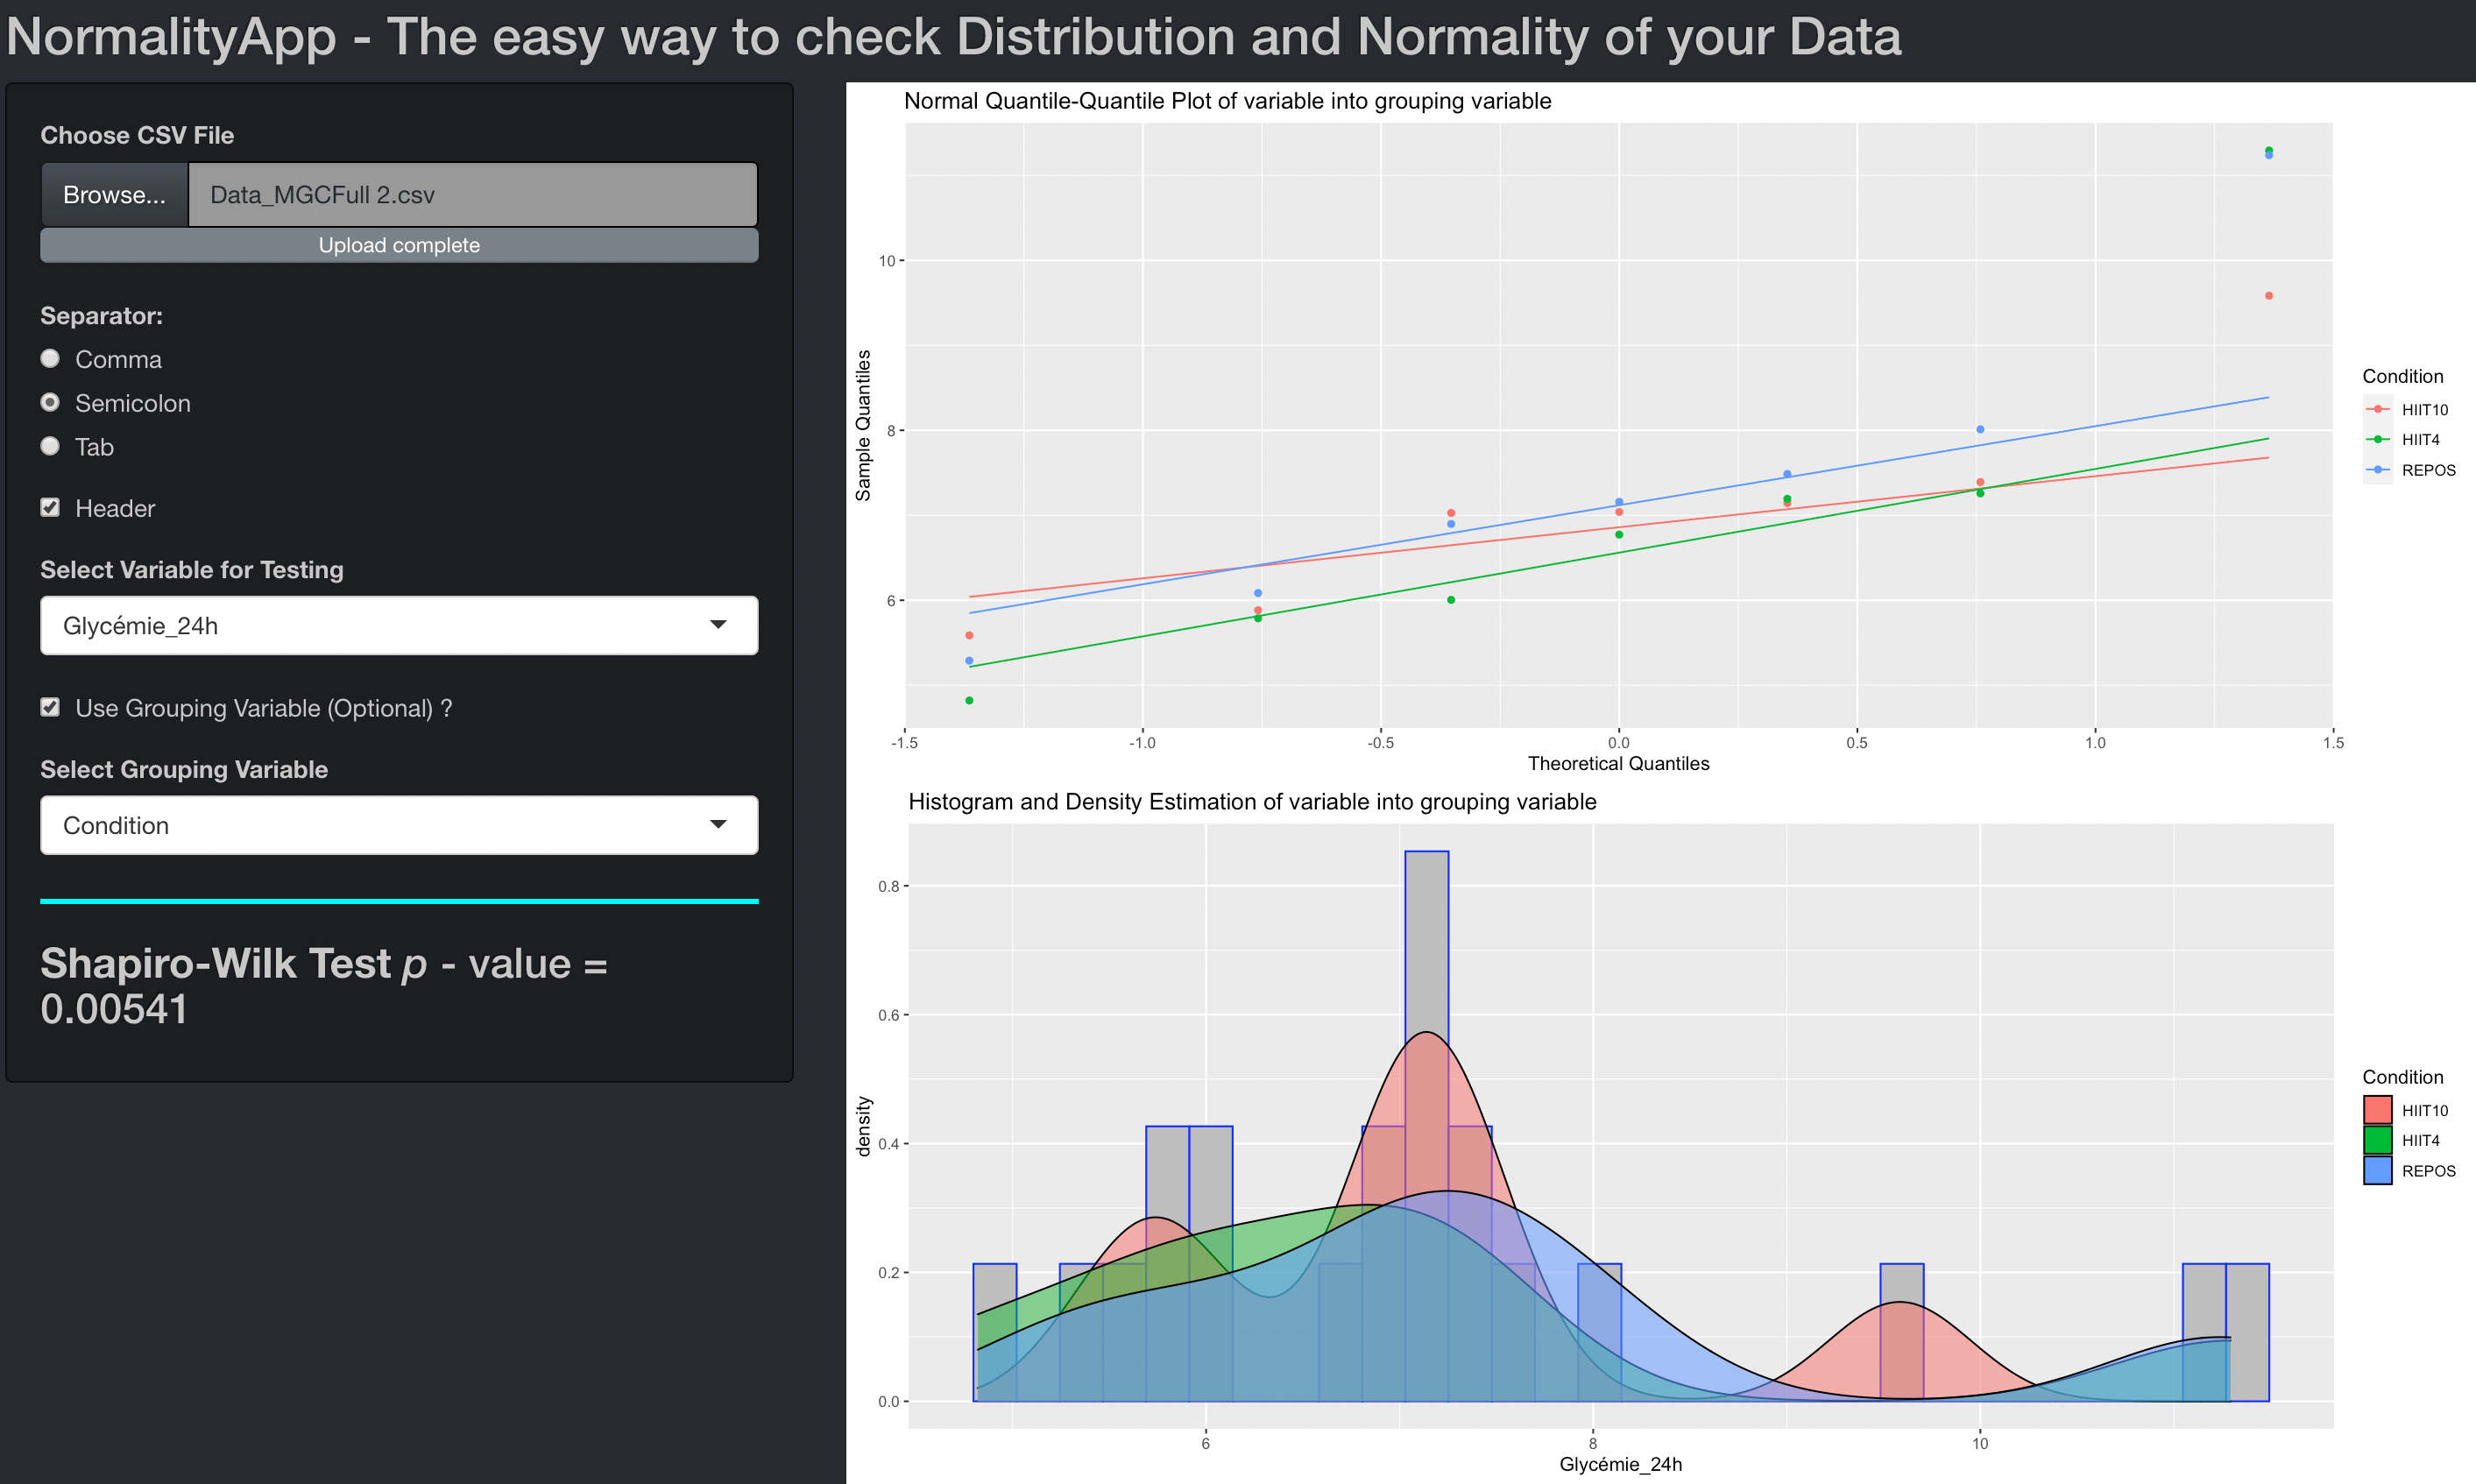 NormalityApp - The easy way to check Distribution and Normality of your Data
Choose CSV File
Browse... Data_MGCFull 2.csv
Upload complete
Separator:
Comma
Semicolon
Tab
Header
Select Variable for Testing
Glycémie_24h
Use Grouping Variable (Optional) ?
Select Grouping Variable
Condition
Shapiro-Wilk Test p - value =
0.00541
Normal Quantile-Quantile Plot of variable into grouping variable
Sample Quantiles
10
8
6
-1.5 -1.0 -0.5 0.0 0.5 1.0 1.5
Theoretical Quantiles
Condition
HIIT10
HIIT4
REPOS
Histogram and Density Estimation of variable into grouping variable
density
0.8
0.6
0.4
0.2
0.0
6 8 10
Glycémie_24h
Condition
HIIT10
HIIT4
REPOS